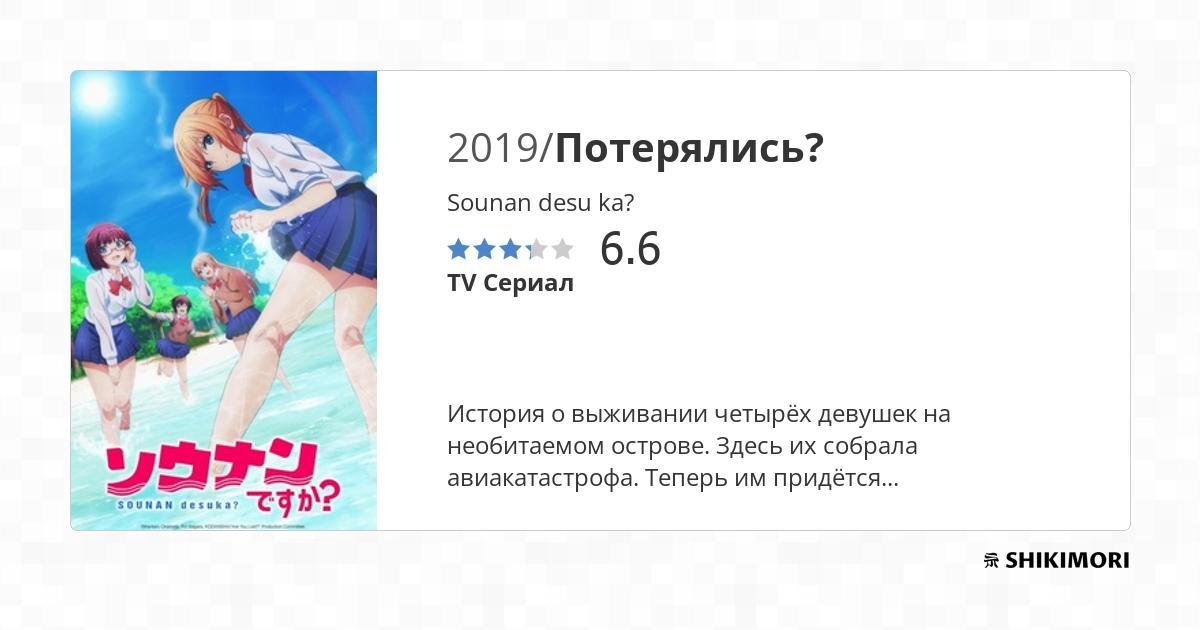 2019/Потерялись?
Sounan desu ka?
6.6
TV Сериал
История о выживании четырёх девушек на
необитаемом острове. Здесь их собрала
авиакатастрофа. Теперь им придётся...
ソウナン
ですか?
SOUNAN desuka?
SHIKIMORI